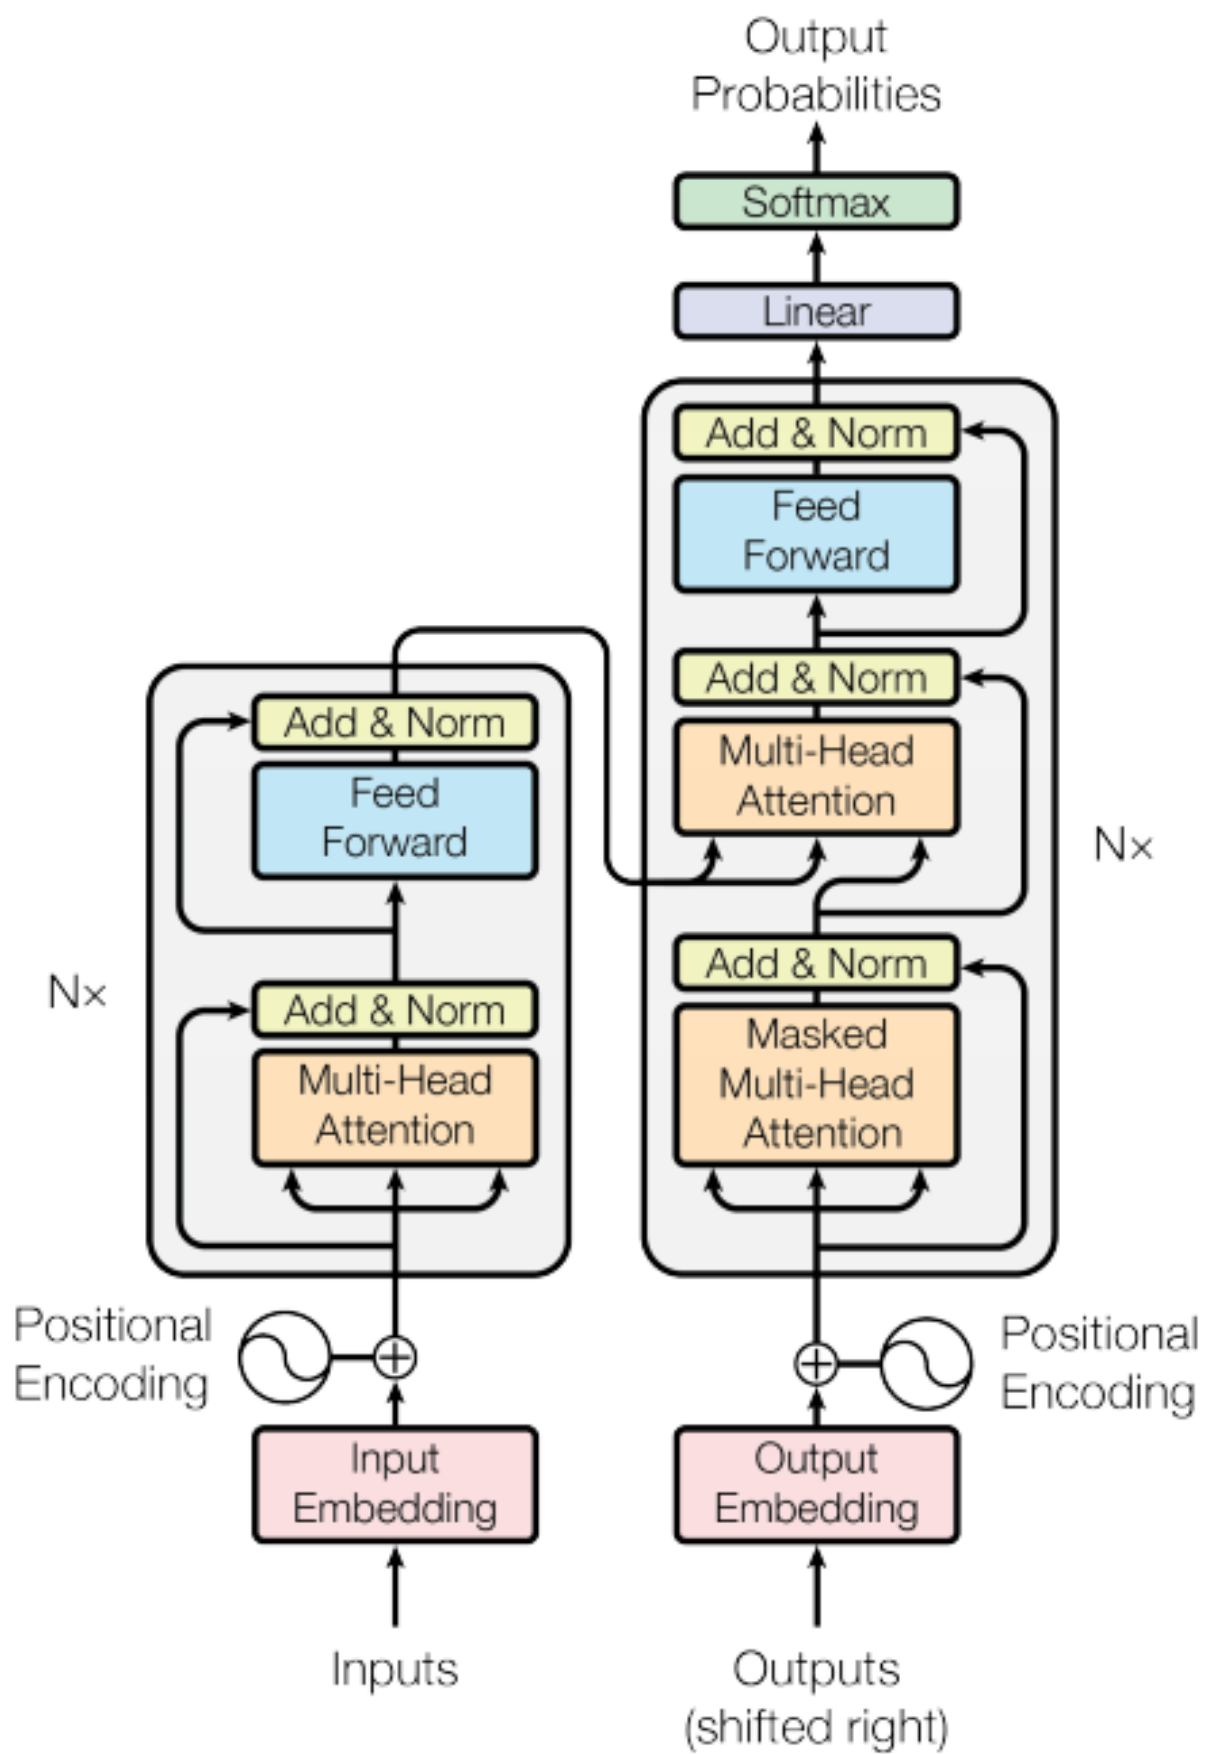 Output
Probabilities
Softmax
Linear
Add & Norm
Feed
Forward
Add & Norm
Multi-Head
Attention
N×
Add & Norm
Masked
Multi-Head
Attention
Add & Norm
Feed
Forward
N×
Add & Norm
Multi-Head
Attention
Positional
Encoding
Positional
Encoding
Input
Embedding
Output
Embedding
Inputs
Outputs
(shifted right)